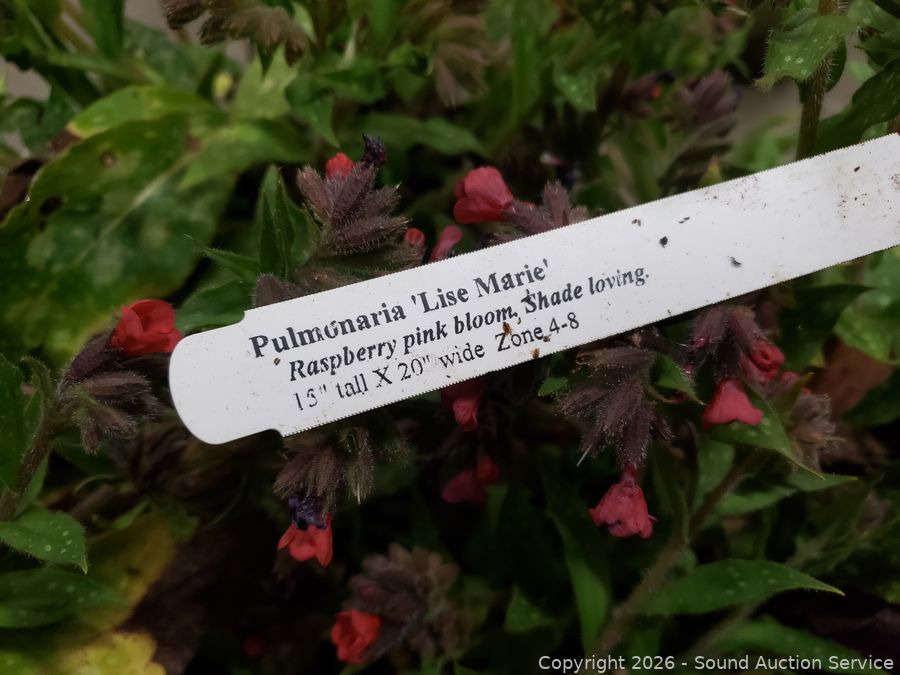 Pulmonaria 'Lise Marie'
Raspberry pink bloom, Shade loving.
15" tall X 20" wide Zone 4-8
Copyright 2026 - Sound Auction Service